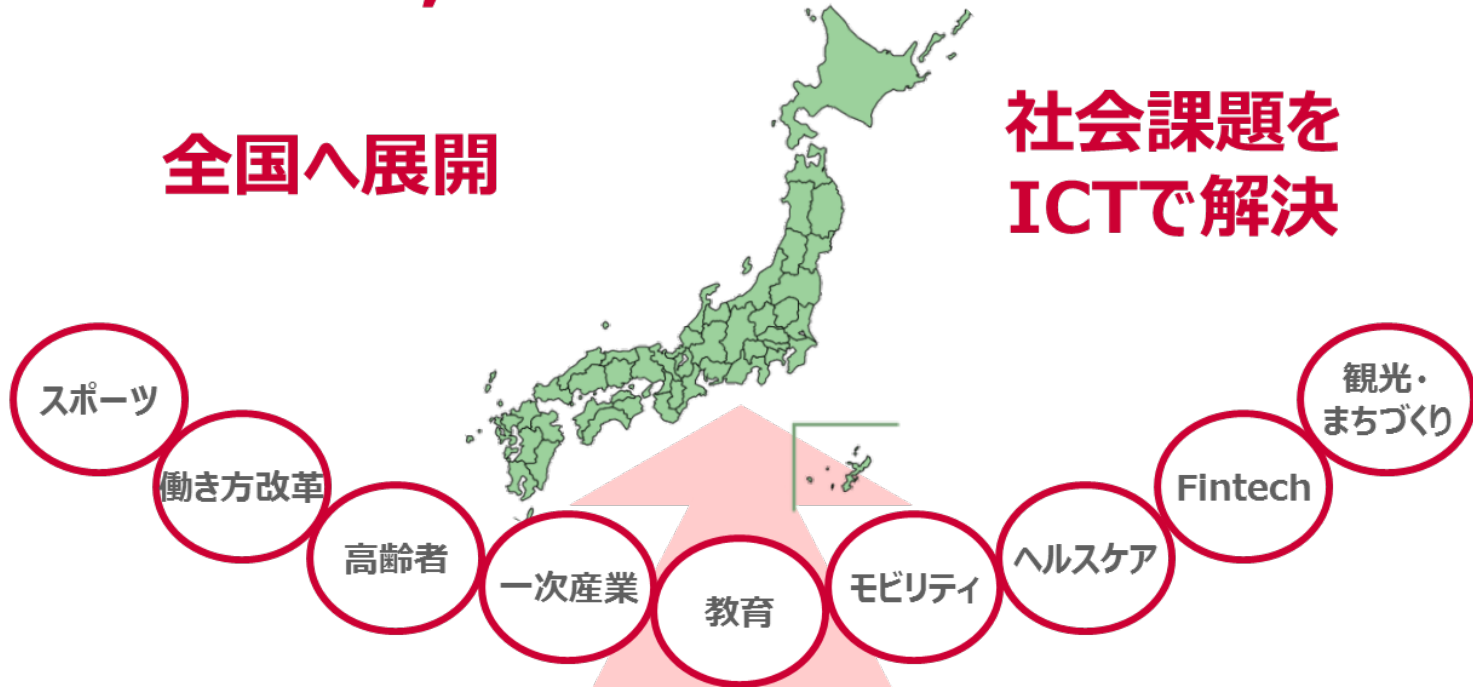 全国へ展開
社会課題を
ICTで解決
スポーツ
働き方改革
高齢者
一次産業
教育
モビリティ
ヘルスケア
Fintech
観光・
まちづくり